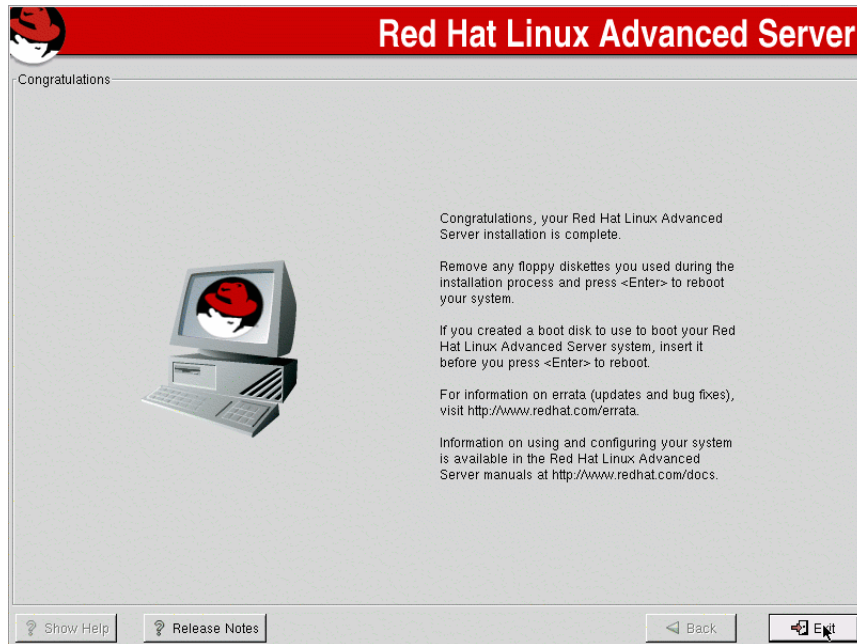 Red Hat Linux Advanced Server
Congratulations
Congratulations, your Red Hat Linux Advanced
Server installation is complete.
Remove any floppy diskettes you used during the
installation process and press <Enter> to reboot
your system.
If you created a boot disk to use to boot your Red
Hat Linux Advanced Server system, insert it
before you press <Enter> to reboot.
For information on errata (updates and bug fixes),
visit http://www.redhat.com/errata.
Information on using and configuring your system
is available in the Red Hat Linux Advanced
Server manuals at http://www.redhat.com/docs.
Show Help
Release Notes
Back
Exit